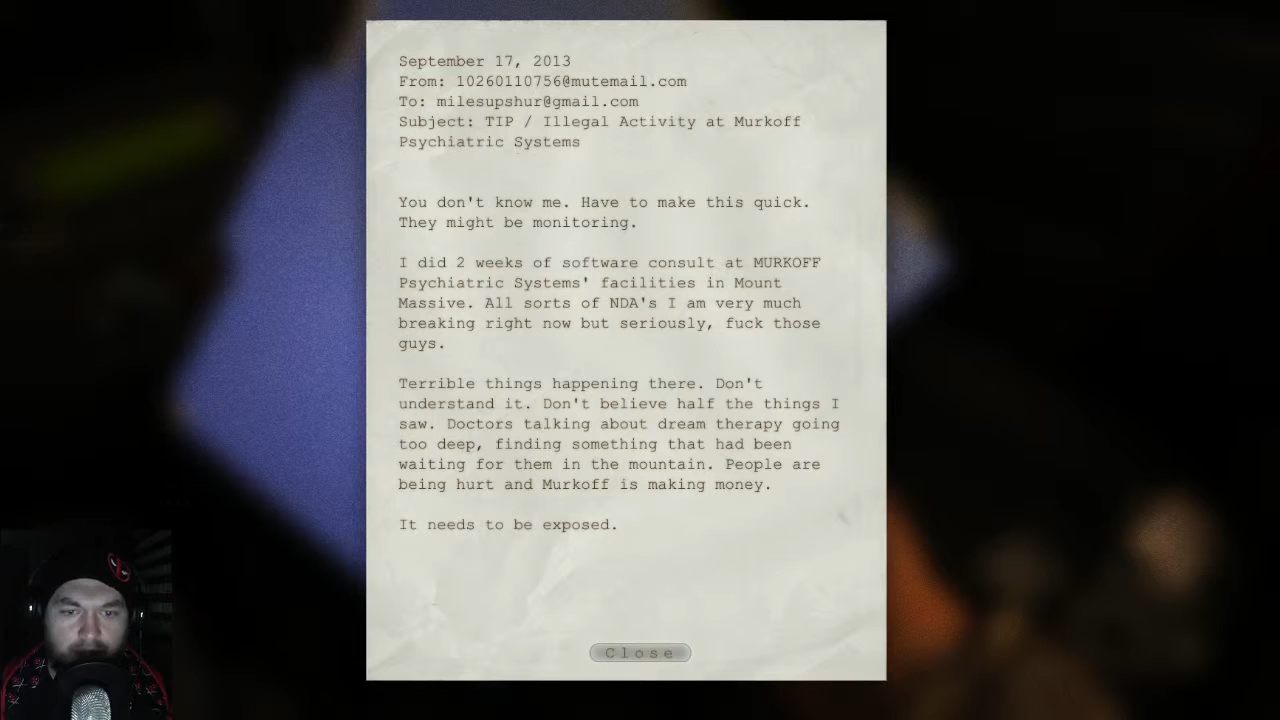 September 17, 2013
From: 10260110756@mutemail.com
To: milesupshur@gmail.com
Subject: TIP / Illegal Activity at Murkoff
Psychiatric Systems
You don't know me. Have to make this quick.
They might be monitoring.
I did 2 weeks of software consult at MURKOFF
Psychiatric Systems' facilities in Mount
Massive. All sorts of NDA's I am very much
breaking right now but seriously, fuck those
guys.
Terrible things happening there. Don't
understand it. Don't believe half the things I
saw. Doctors talking about dream therapy going
too deep, finding something that had been
waiting for them in the mountain. People are
being hurt and Murkoff is making money.
It needs to be exposed.
Close